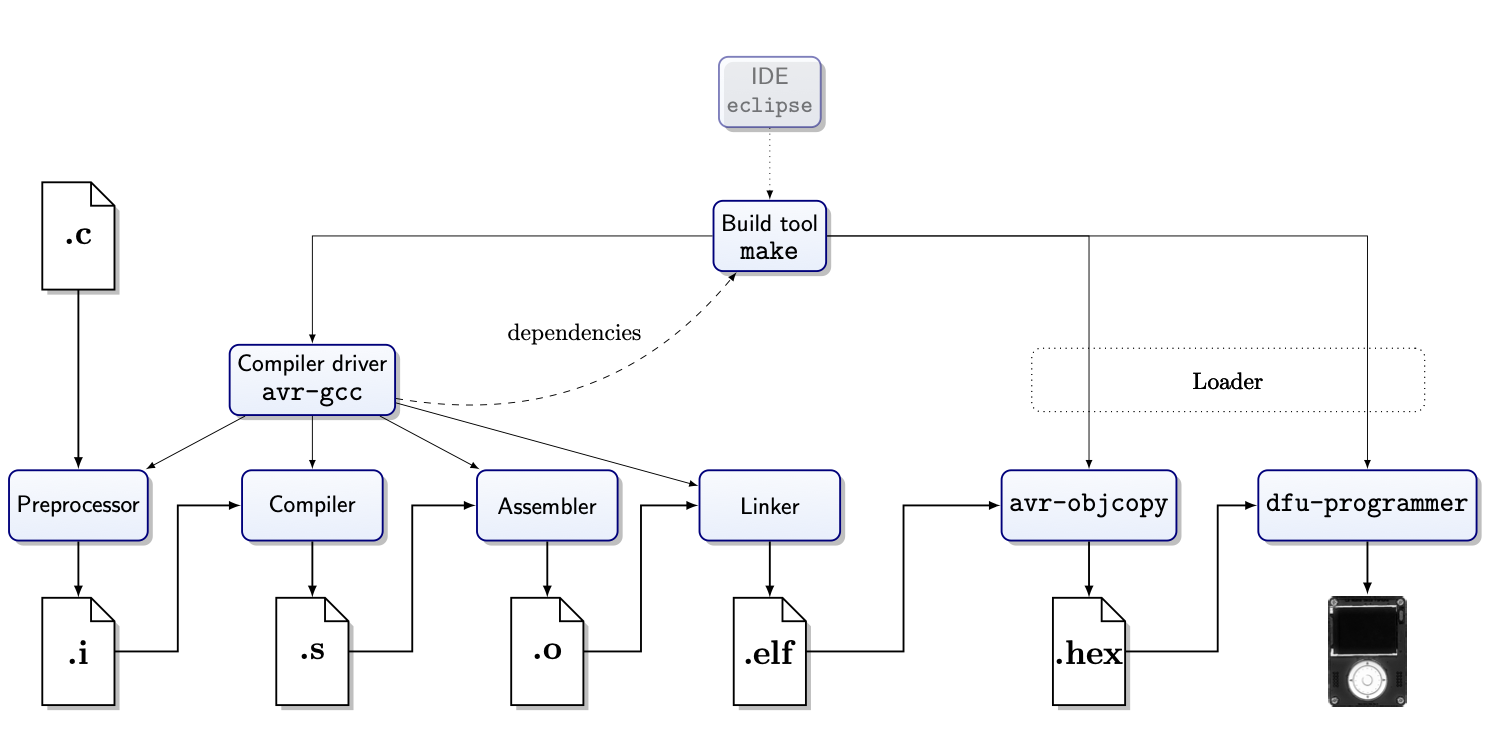 IDE
eclipse
.c
Build tool
make
dependencies
Compiler driver
avr-gcc
Loader
Preprocessor
Compiler
Assembler
Linker
avr-objcopy
dfu-programmer
.i
.s
.o
.elf
.hex